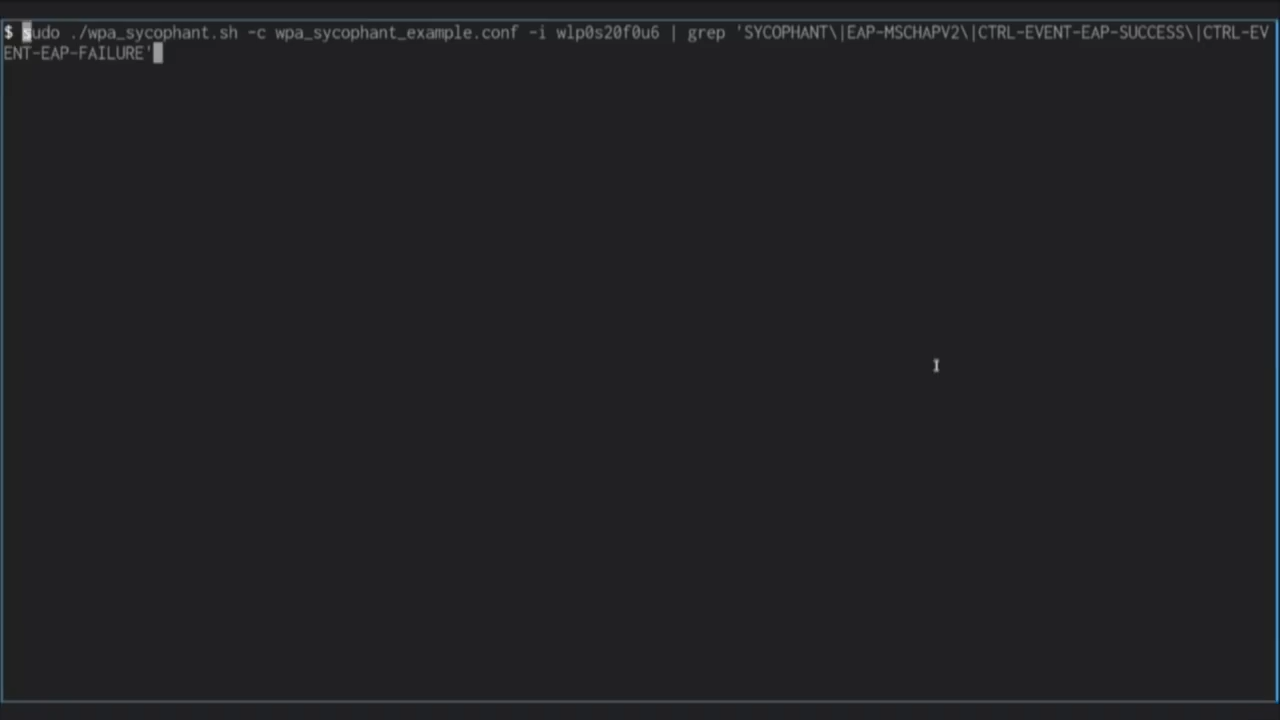 $ sudo ./wpa_sycophant.sh -c wpa_sycophant_example.conf -i wlp0s20f0u6 | grep 'SYCOPHANT\|EAP-MSCHAPV2\|CTRL-EVENT-EAP-SUCCESS\|CTRL-EV
ENT-EAP-FAILURE'